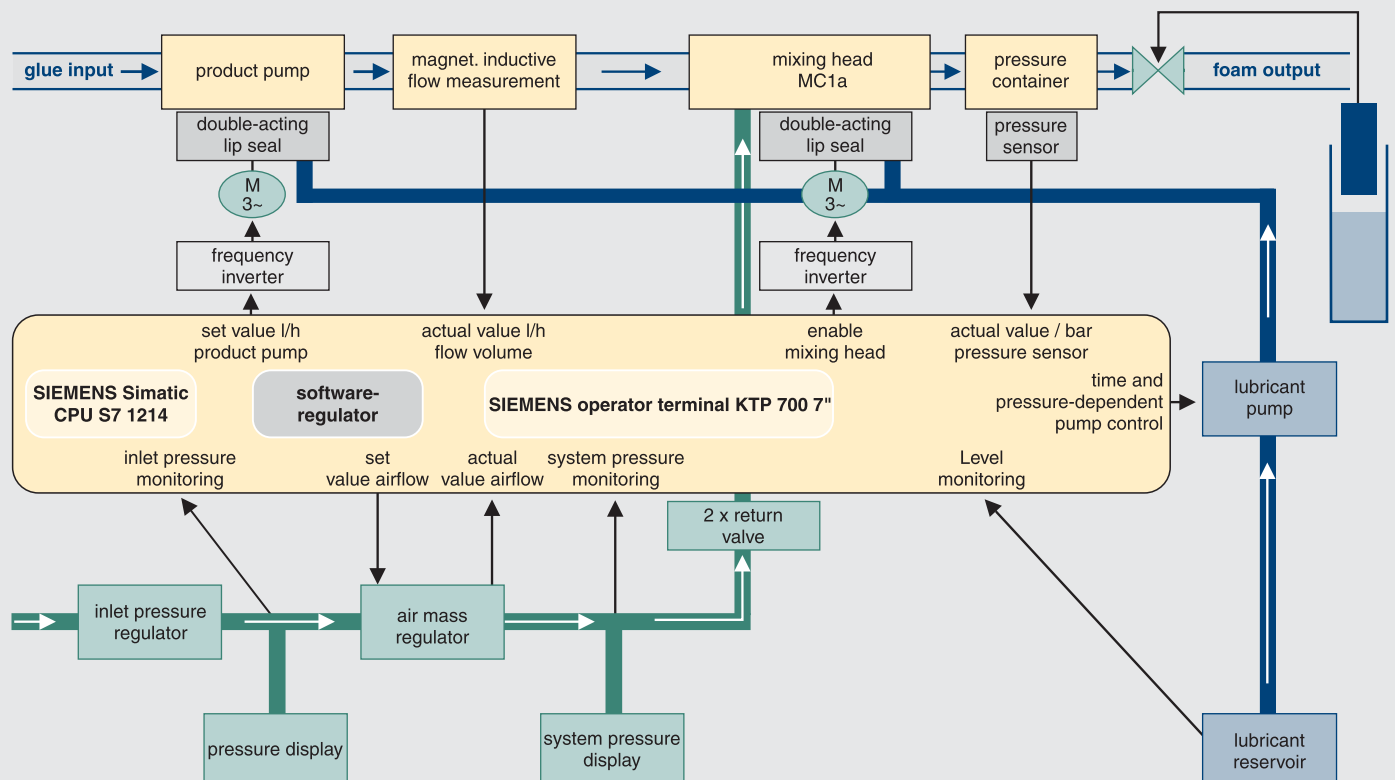 glue input
product pump
magnet. inductive
flow measurement
mixing head
MC1a
pressure
container
foam output
double-acting
lip seal
double-acting
lip seal
pressure
sensor
M
3~
M
3~
frequency
inverter
frequency
inverter
set value l/h
product pump
actual value l/h
flow volume
enable
mixing head
actual value / bar
pressure sensor
SIEMENS Simatic
CPU S7 1214
software-
regulator
SIEMENS operator terminal KTP 700 7"
time and
pressure-dependent
pump control
lubricant
pump
inlet pressure
monitoring
set
value airflow
actual
value airflow
system pressure
monitoring
Level
monitoring
2 x return
valve
inlet pressure
regulator
air mass
regulator
pressure display
system pressure
display
lubricant
reservoir